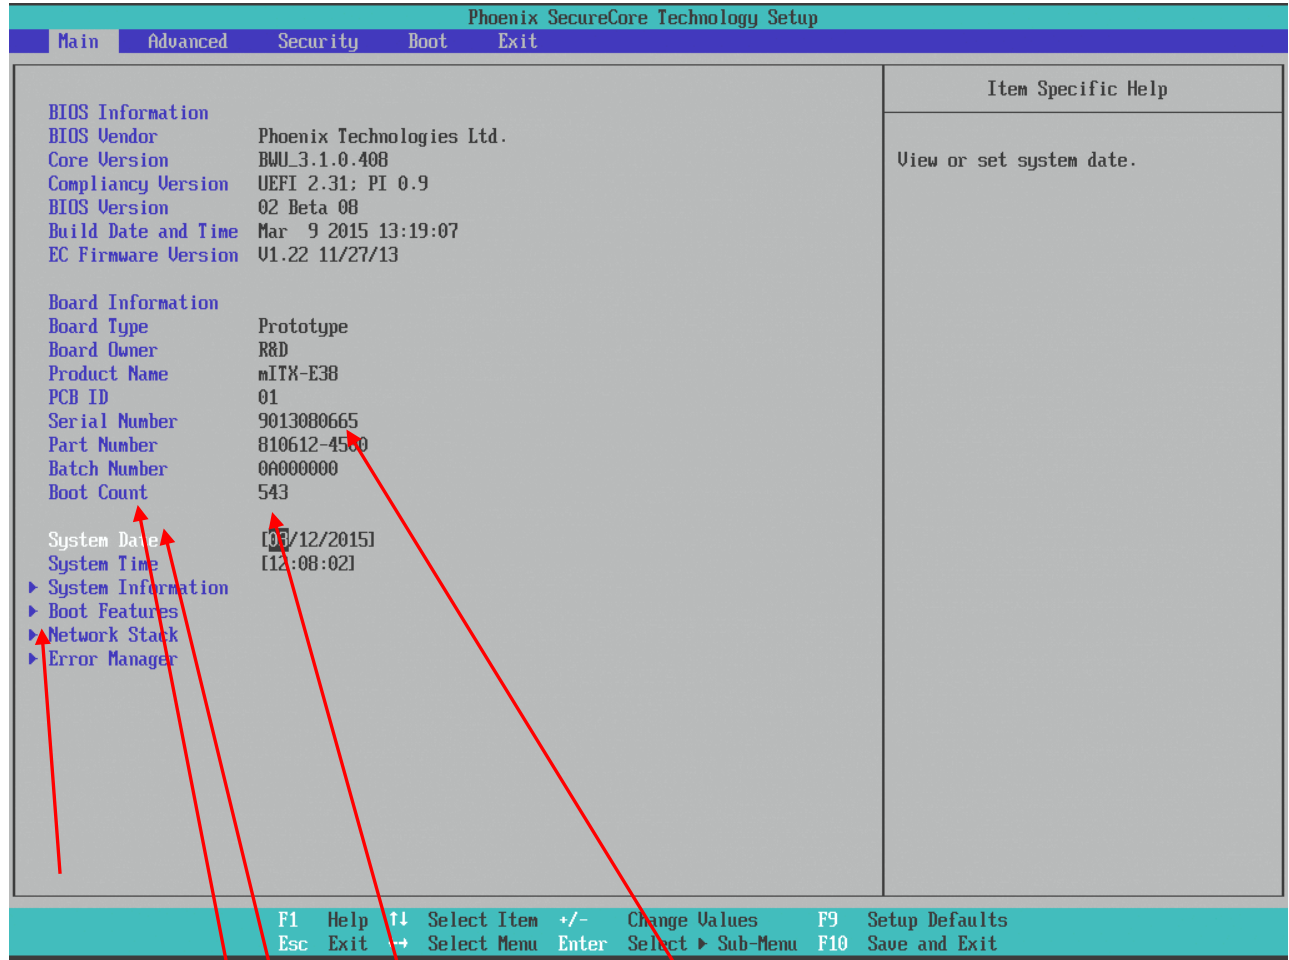 Phoenix SecureCore Technology Setup
Main Advanced Security Boot Exit
Item Specific Help
BIOS Information
BIOS Vendor Phoenix Technologies Ltd.
Core Version BWU_3.1.0.408 View or set system date.
Compliancy Version UEFI 2.31; PI 0.9
BIOS Version 02 Beta 08
Build Date and Time Mar 9 2015 13:19:07
EC Firmware Version V1.22 11/27/13
Board Information
Board Type Prototype
Board Owner R&D
Product Name mITX-E38
PCB ID 01
Serial Number 9013080665
Part Number 810612-4500
Batch Number 0A000000
Boot Count 543
System Date [03/12/2015]
System Time [12:08:02]
System Information
Boot Features
Network Stack
Error Manager
F1 Help ↑↓ Select Item +/- Change Values F9 Setup Defaults
Esc Exit ↔ Select Menu Enter Select ▶ Sub-Menu F10 Save and Exit